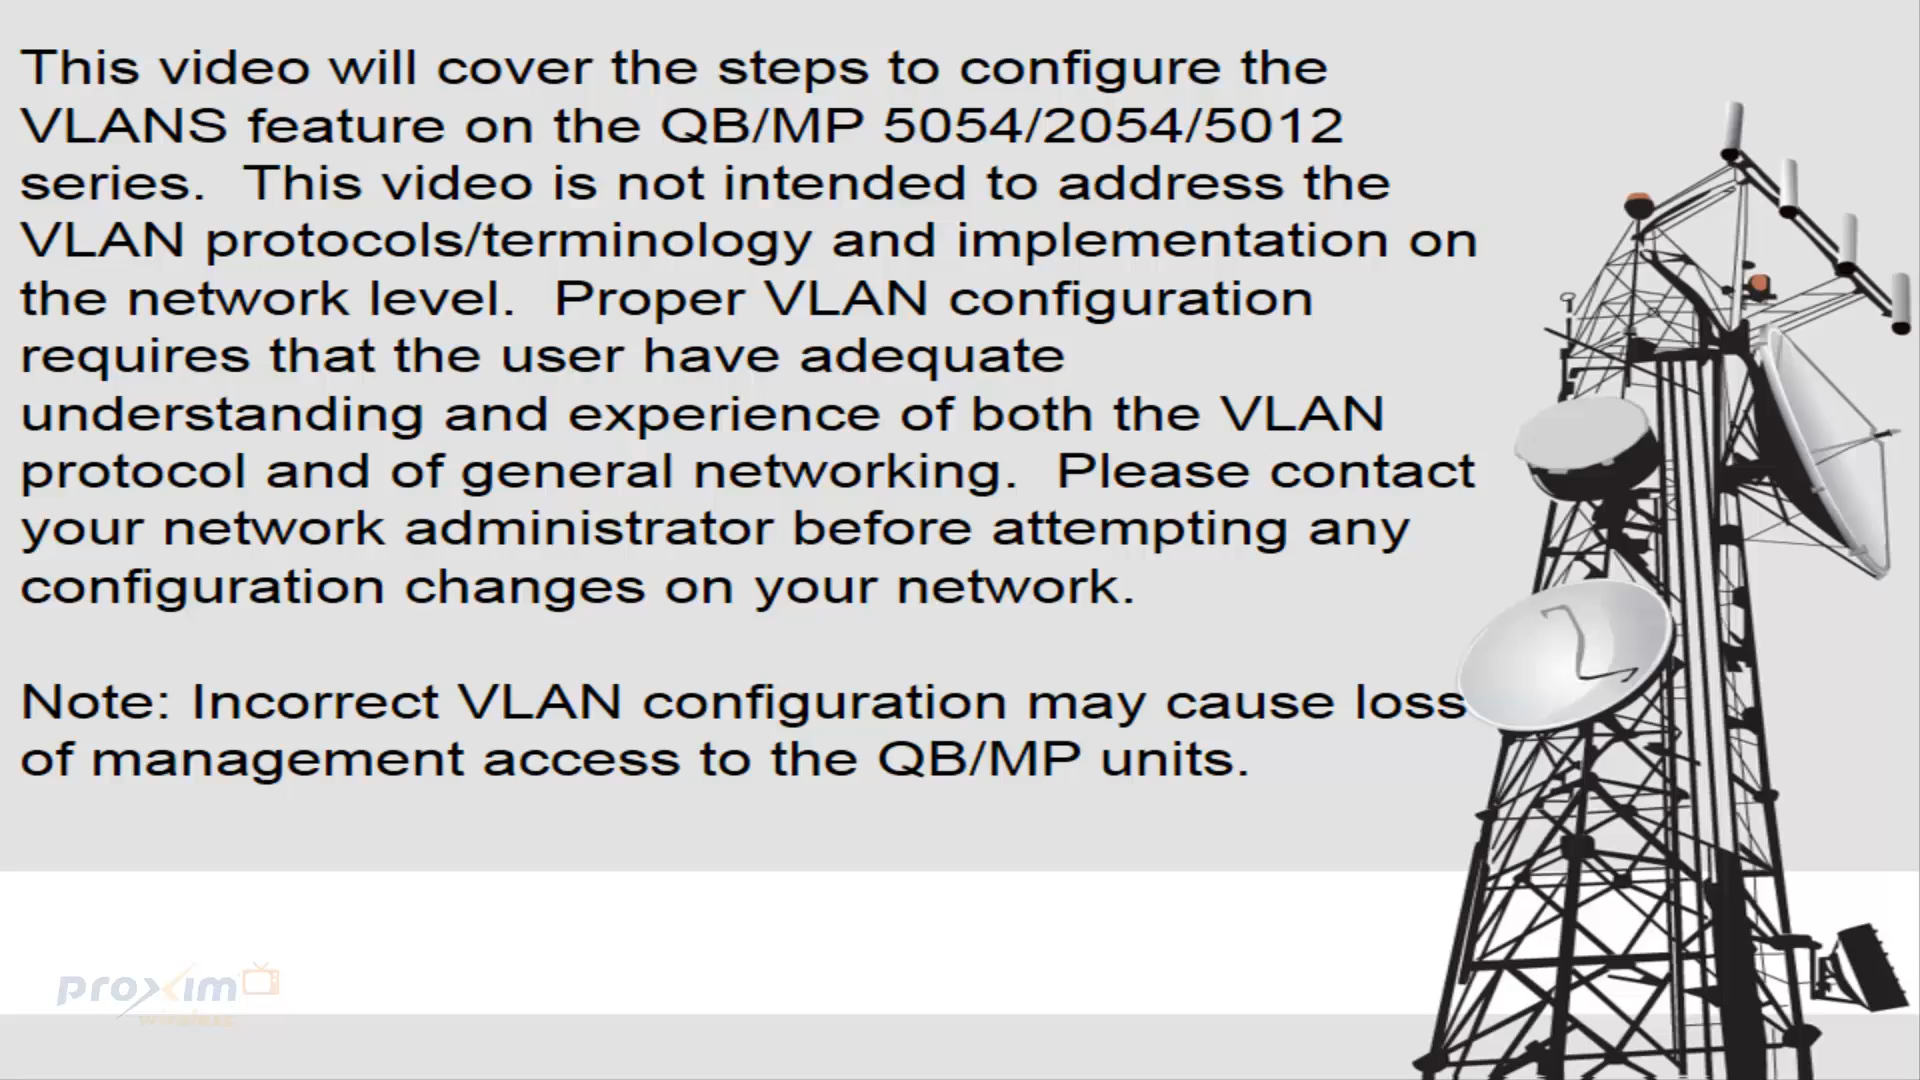 This video will cover the steps to configure the
VLANS feature on the QB/MP 5054/2054/5012
series.  This video is not intended to address the
VLAN protocols/terminology and implementation on
the network level.  Proper VLAN configuration
requires that the user have adequate
understanding and experience of both the VLAN
protocol and of general networking.  Please contact
your network administrator before attempting any
configuration changes on your network.
Note: Incorrect VLAN configuration may cause loss
of management access to the QB/MP units.
proxim
wireless